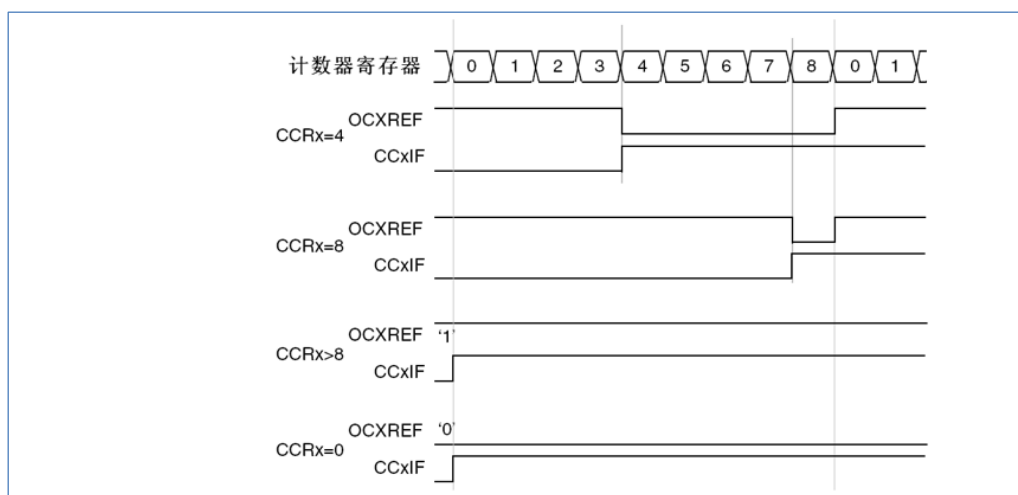 计数器寄存器 0 1 2 3 4 5 6 7 8 0 1
OCXREF
CCRx=4
CCxIF
OCXREF
CCRx=8
CCxIF
OCXREF ‘1’
CCRx>8
CCxIF
OCXREF ‘0’
CCRx=0
CCxIF